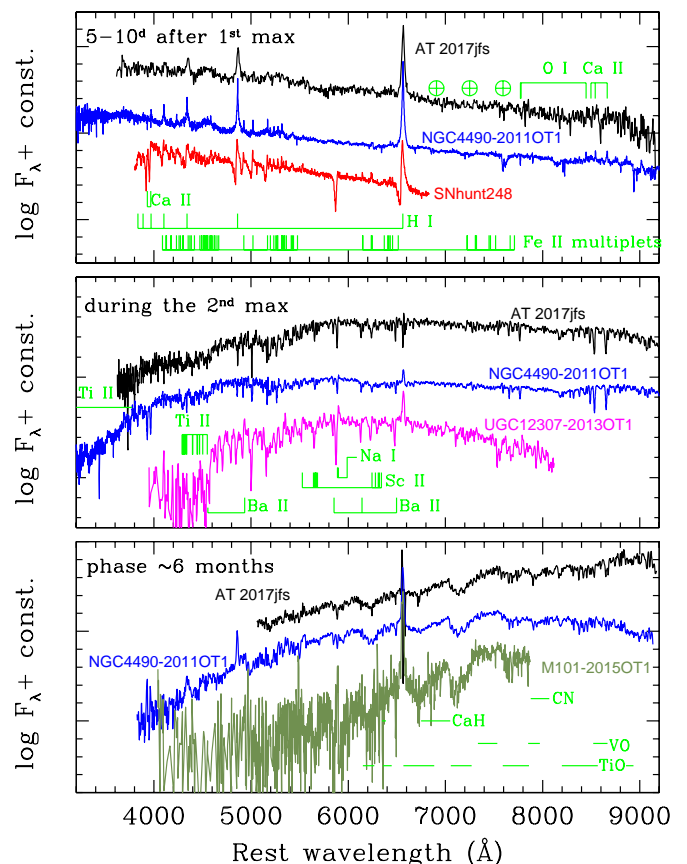 5-10ᵈ after 1ˢᵗ max
AT 2017jfs
O I Ca II
NGC4490-2011OT1
SNhunt248
Ca II
H I
Fe II multiplets
log F_λ + const.
during the 2ⁿᵈ max
AT 2017jfs
NGC4490-2011OT1
Ti II
Ti II
UGC12307-2013OT1
Na I
Sc II
Ba II Ba II
log F_λ + const.
phase ~6 months
AT 2017jfs
NGC4490-2011OT1
M101-2015OT1
CN
CaH
VO
TiO
log F_λ + const.
4000 5000 6000 7000 8000 9000
Rest wavelength (Å)